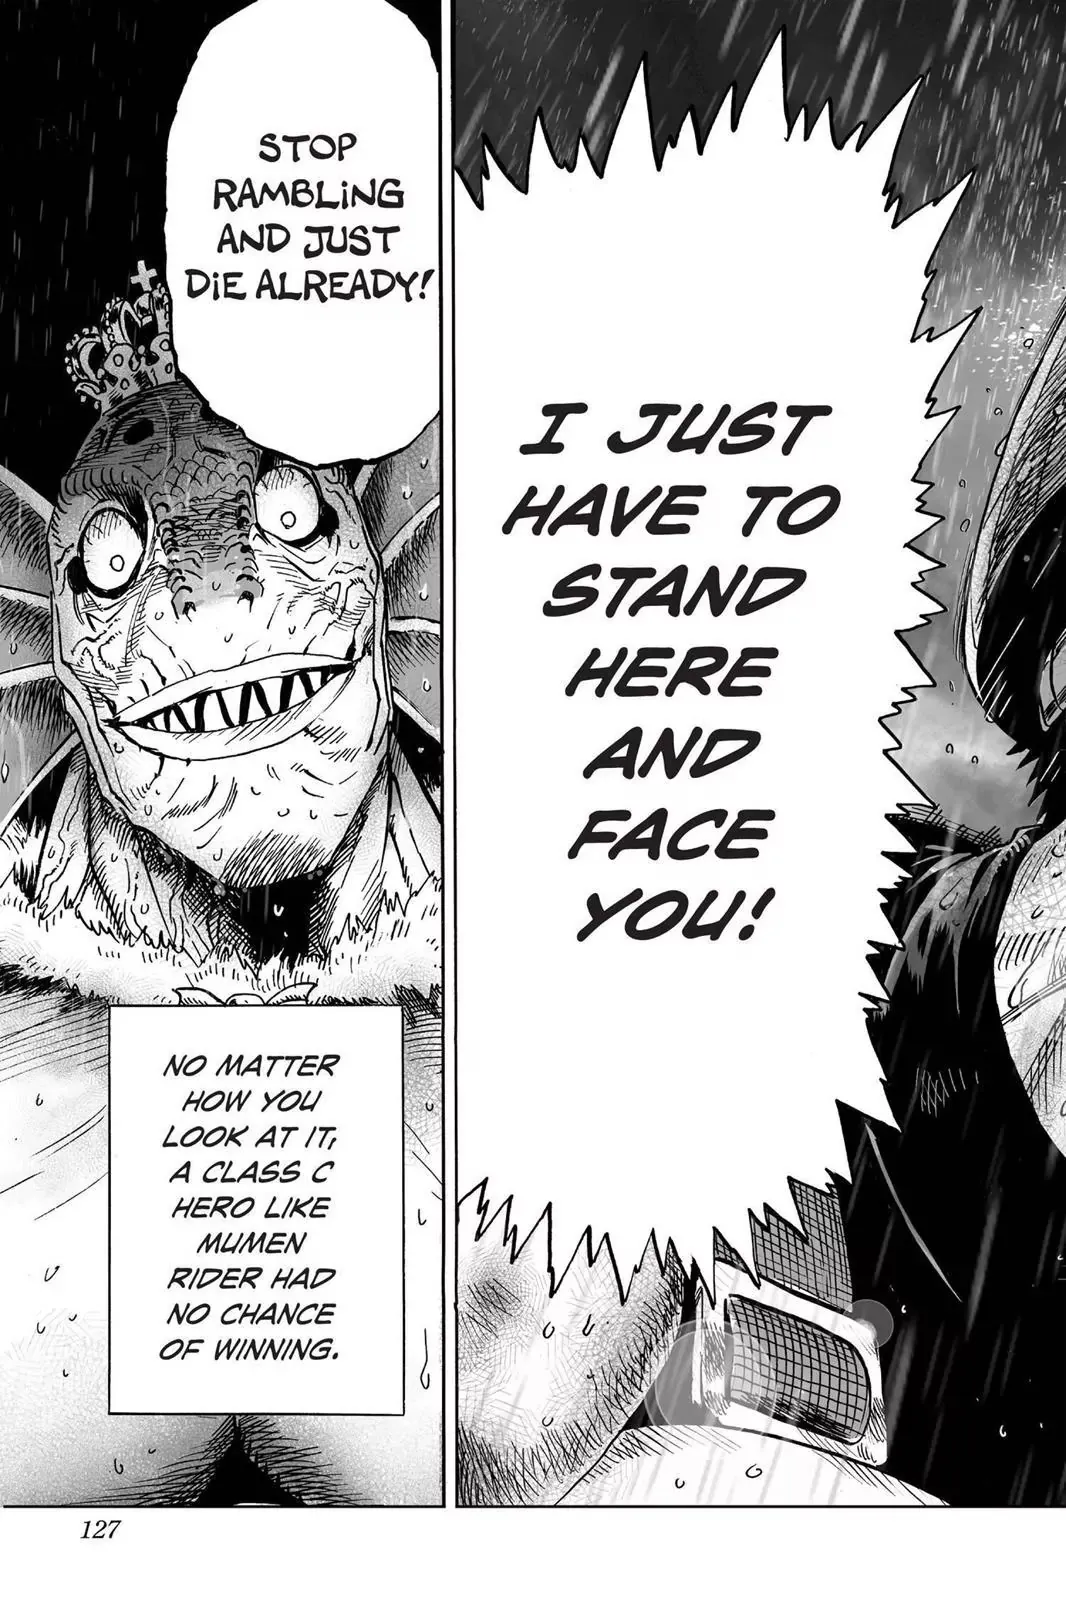 I JUST
HAVE TO
STAND
HERE
AND
FACE
YOU!
STOP
RAMBLING
AND JUST
DIE ALREADY!
NO MATTER
HOW YOU
LOOK AT IT,
A CLASS C
HERO LIKE
MUMEN
RIDER HAD
NO CHANCE
OF WINNING.
127